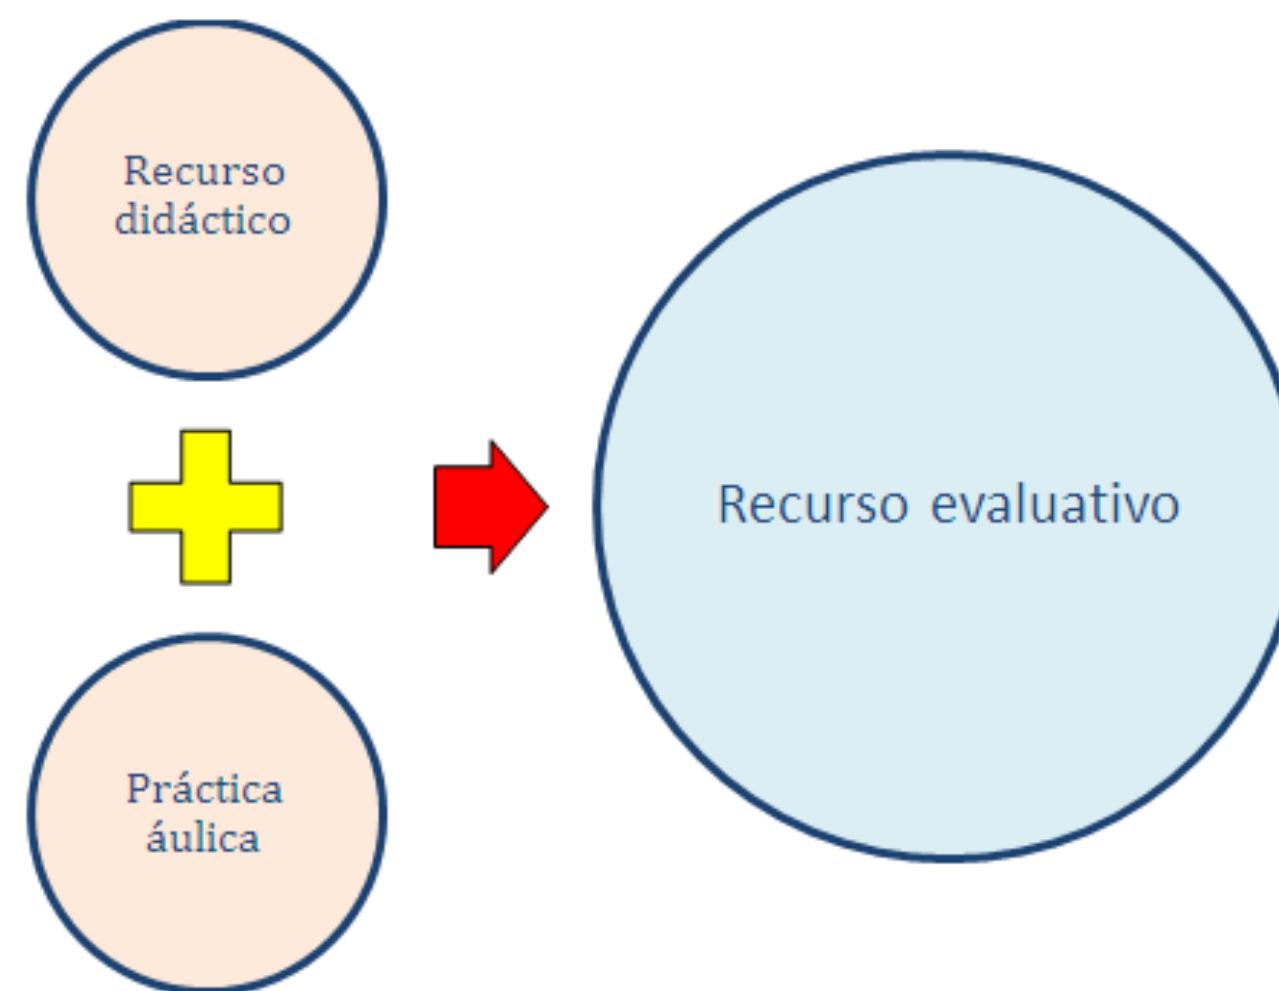 Recurso
didáctico
Recurso evaluativo
Práctica
áulica